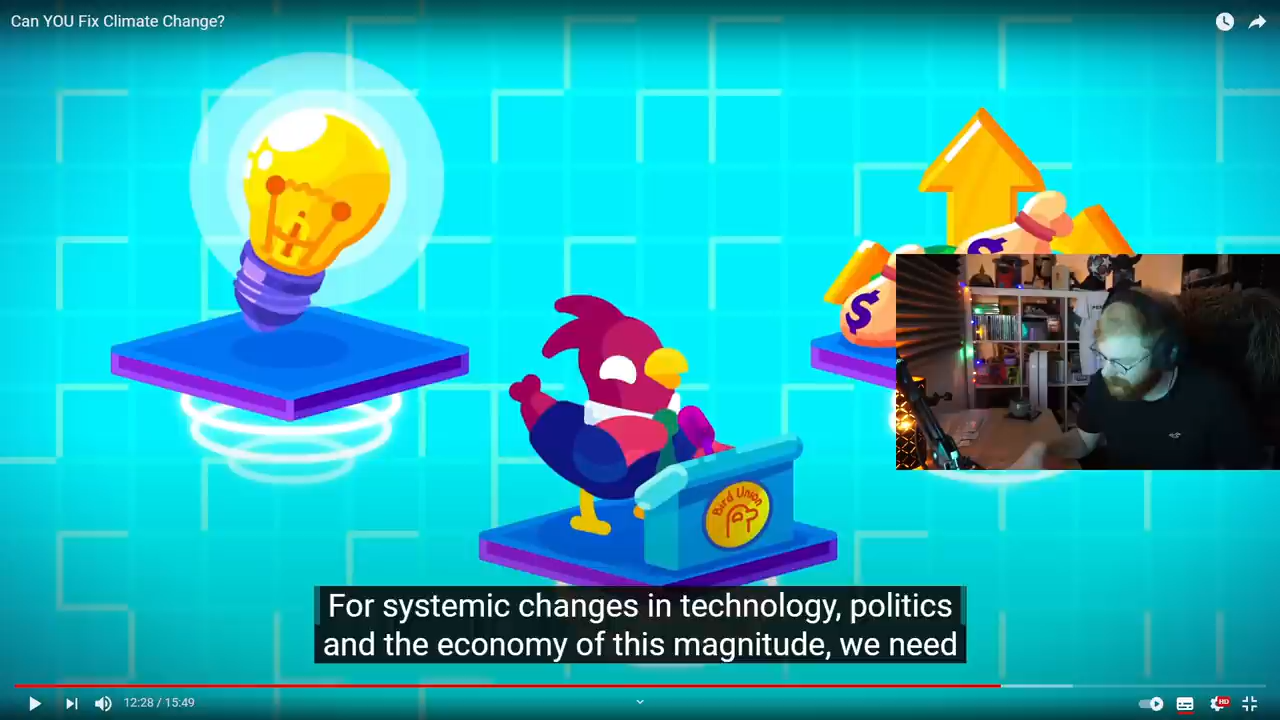 Can YOU Fix Climate Change?
$
$
Bird Union
For systemic changes in technology, politics
and the economy of this magnitude, we need
12:28 / 15:49
HD